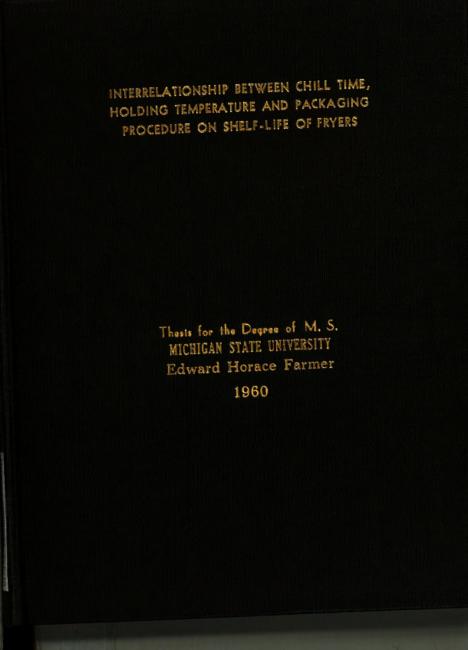 INTERRELATIONSHIP BETWEEN CHILL TIME,
HOLDING TEMPERATURE AND PACKAGING
PROCEDURE ON SHELF-LIFE OF FRYERS
Thesis for the Degree of M. S.
MICHIGAN STATE UNIVERSITY
Edward Horace Farmer
1960